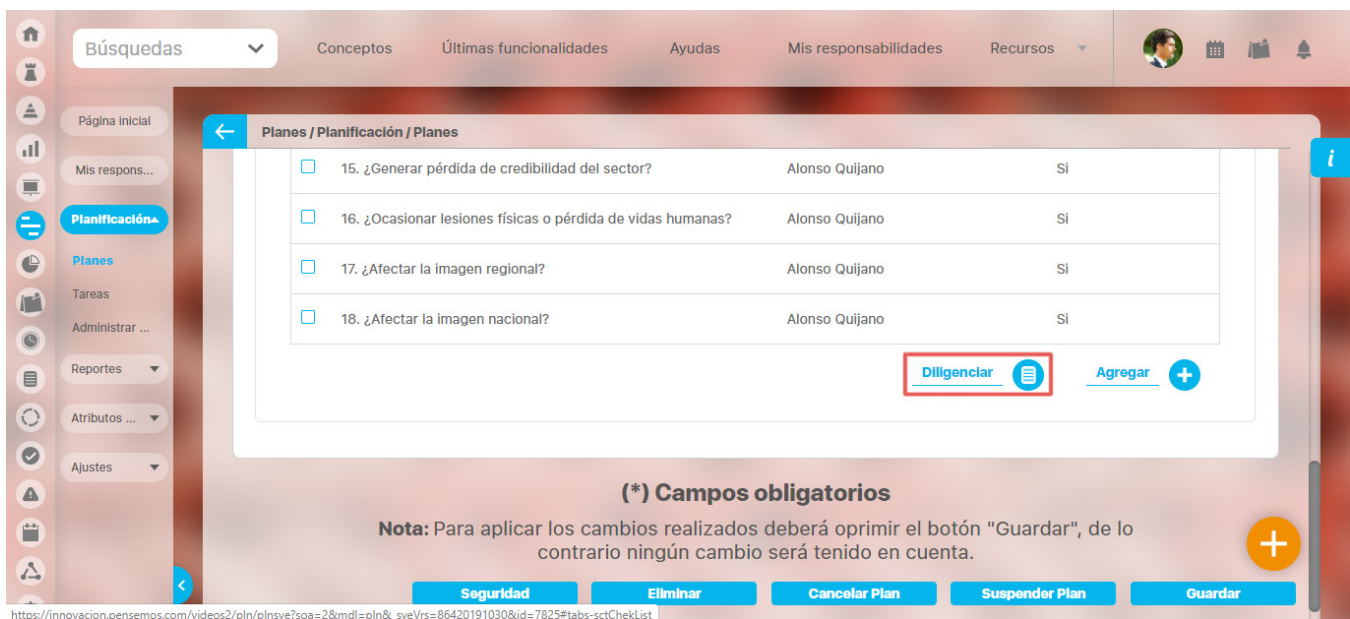 Búsquedas
Conceptos
Últimas funcionalidades
Ayudas
Mis responsabilidades
Recursos
Página inicial
Planes / Planificación / Planes
i
Mis respons...
15. ¿Generar pérdida de credibilidad del sector? Alonso Quijano Si
Planificación
16. ¿Ocasionar lesiones físicas o pérdida de vidas humanas? Alonso Quijano Si
Planes
17. ¿Afectar la imagen regional? Alonso Quijano Si
Tareas
Administrar ...
18. ¿Afectar la imagen nacional? Alonso Quijano Si
Reportes
Diligenciar
Agregar
Atributos ...
Ajustes
(*) Campos obligatorios
Nota: Para aplicar los cambios realizados deberá oprimir el botón "Guardar", de lo
contrario ningún cambio será tenido en cuenta.
Seguridad
Eliminar
Cancelar Plan
Suspender Plan
Guardar
https://innovacion.pensemos.com/videos2/pln/plnsve?soa=2&mdl=pln&_sveVrs=86420191030&id=7825#tabs-sctChekList